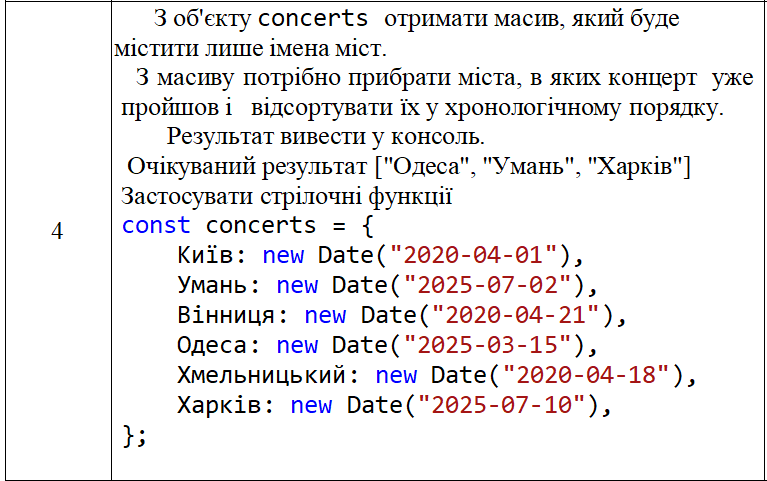 З об'єкту concerts отримати масив, який буде
містити лише імена міст.
З масиву потрібно прибрати міста, в яких концерт уже
пройшов і відсортувати їх у хронологічному порядку.
Результат вивести у консоль.
Очікуваний результат ["Одеса", "Умань", "Харків"]
Застосувати стрілочні функції
4
const concerts = {
Київ: new Date("2020-04-01"),
Умань: new Date("2025-07-02"),
Вінниця: new Date("2020-04-21"),
Одеса: new Date("2025-03-15"),
Хмельницький: new Date("2020-04-18"),
Харків: new Date("2025-07-10"),
};